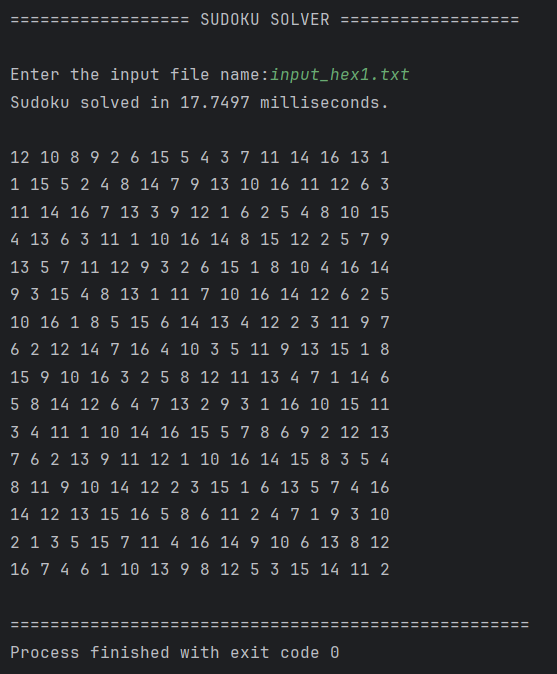 ================== SUDOKU SOLVER ==================
Enter the input file name:input_hex1.txt
Sudoku solved in 17.7497 milliseconds.
12 10 8 9 2 6 15 5 4 3 7 11 14 16 13 1
1 15 5 2 4 8 14 7 9 13 10 16 11 12 6 3
11 14 16 7 13 3 9 12 1 6 2 5 4 8 10 15
4 13 6 3 11 1 10 16 14 8 15 12 2 5 7 9
13 5 7 11 12 9 3 2 6 15 1 8 10 4 16 14
9 3 15 4 8 13 1 11 7 10 16 14 12 6 2 5
10 16 1 8 5 15 6 14 13 4 12 2 3 11 9 7
6 2 12 14 7 16 4 10 3 5 11 9 13 15 1 8
15 9 10 16 3 2 5 8 12 11 13 4 7 1 14 6
5 8 14 12 6 4 7 13 2 9 3 1 16 10 15 11
3 4 11 1 10 14 16 15 5 7 8 6 9 2 12 13
7 6 2 13 9 11 12 1 10 16 14 15 8 3 5 4
8 11 9 10 14 12 2 3 15 1 6 13 5 7 4 16
14 12 13 15 16 5 8 6 11 2 4 7 1 9 3 10
2 1 3 5 15 7 11 4 16 14 9 10 6 13 8 12
16 7 4 6 1 10 13 9 8 12 5 3 15 14 11 2
====================================================
Process finished with exit code 0